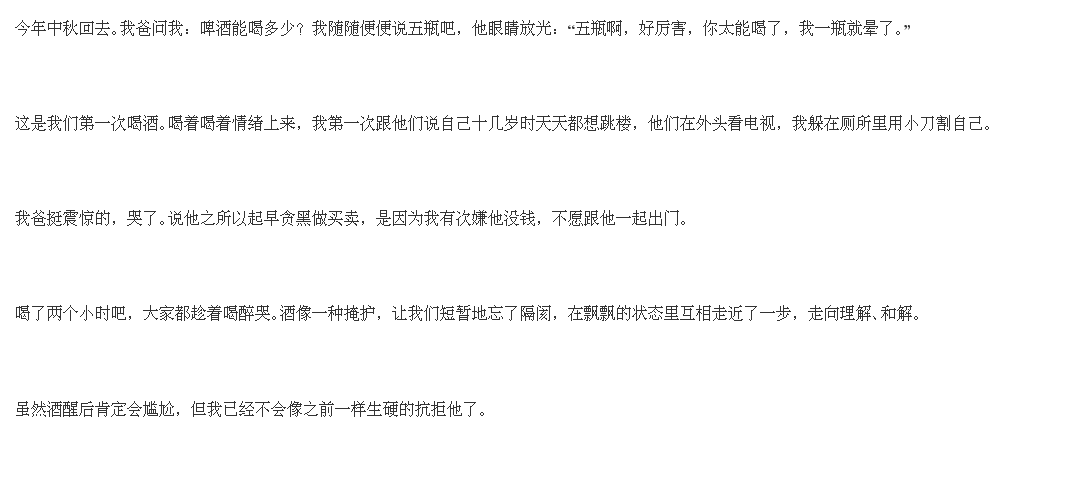 今年中秋回去。我爸问我：啤酒能喝多少？我随随便便说五瓶吧，他眼睛放光：“五瓶啊，好厉害，你太能喝了，我一瓶就晕了。”
这是我们第一次喝酒。喝着喝着情绪上来，我第一次跟他们说自己十几岁时天天都想跳楼，他们在外头看电视，我躲在厕所里用小刀割自己。
我爸挺震惊的，哭了。说他之所以起早贪黑做买卖，是因为我有次嫌他没钱，不愿跟他一起出门。
喝了两个小时吧，大家都趁着喝醉哭。酒像一种掩护，让我们短暂地忘了隔阂，在飘飘的状态里互相走近了一步，走向理解、和解。
虽然酒醒后肯定会尴尬，但我已经不会像之前一样生硬的抗拒他了。